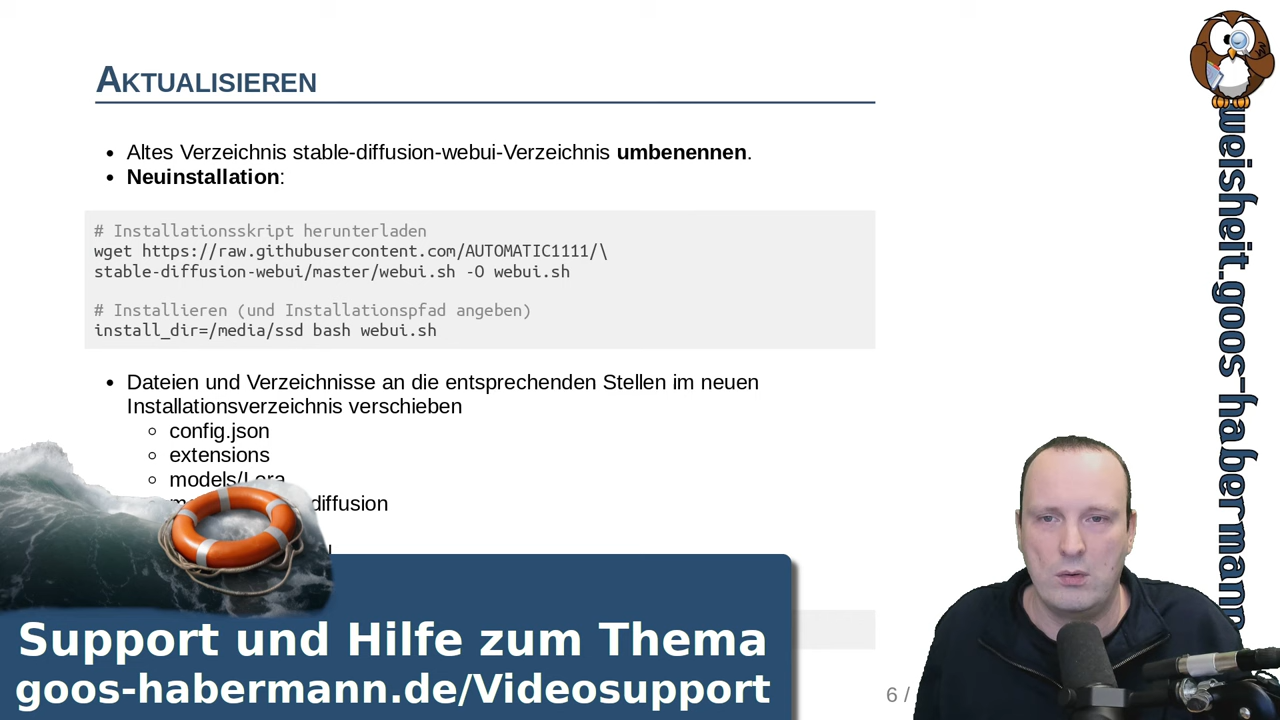 AKTUALISIEREN
• Altes Verzeichnis stable-diffusion-webui-Verzeichnis umbenennen.
• Neuinstallation:
# Installationsskript herunterladen
wget https://raw.githubusercontent.com/AUTOMATIC1111/\
stable-diffusion-webui/master/webui.sh -O webui.sh
# Installieren (und Installationspfad angeben)
install_dir=/media/ssd bash webui.sh
• Dateien und Verzeichnisse an die entsprechenden Stellen im neuen
Installationsverzeichnis verschieben
◦ config.json
◦ extensions
◦ models/Lora
diffusion
Support und Hilfe zum Thema
goos-habermann.de/Videosupport
6 /
weisheit.goos-habermann